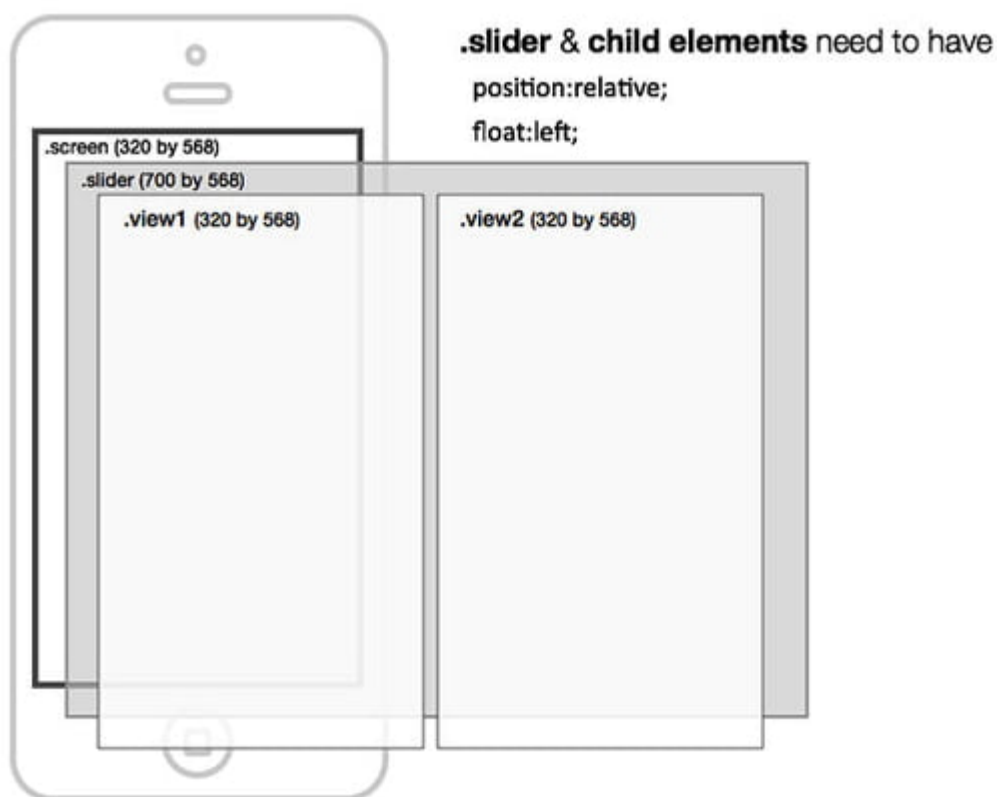 .slider & child elements need to have
position:relative;
float:left;
.screen (320 by 568)
.slider (700 by 568)
.view1 (320 by 568)
.view2 (320 by 568)